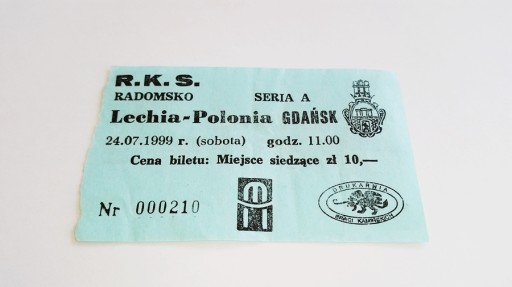 R.K.S.
RADOMSKO SERIA A
Lechia-Polonia GDAŃSK
24.07.1999 r. (sobota) godz. 11.00
Cena biletu: Miejsce siedzące zł 10,—
Nr 000210
DRUKARNIA